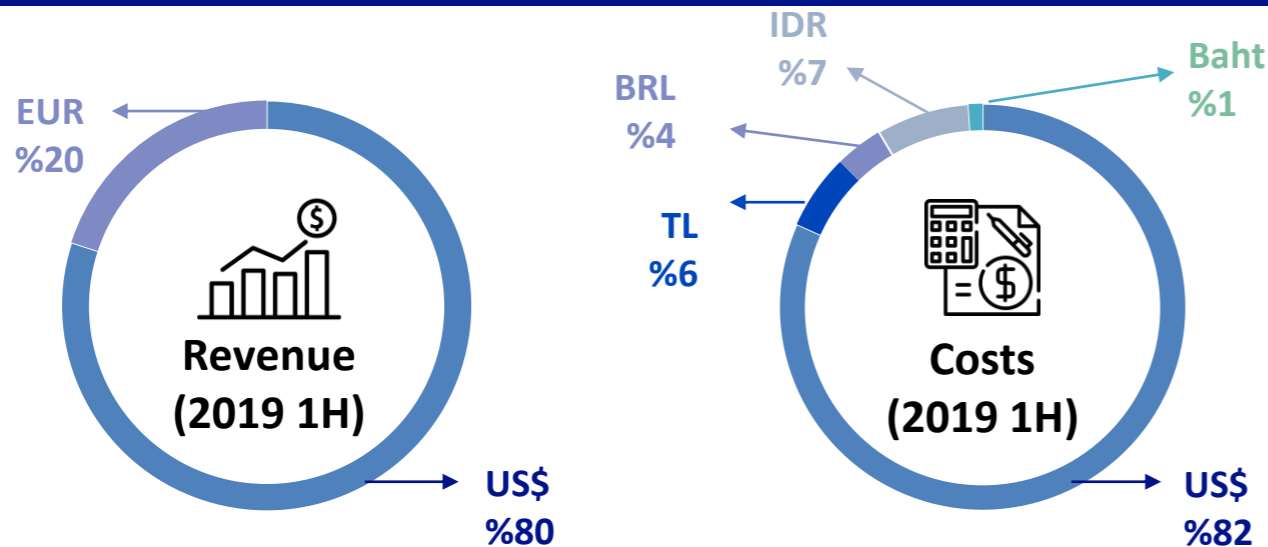 EUR
%20
$
Revenue
(2019 1H)
US$
%80
IDR
%7
Baht
%1
BRL
%4
TL
%6
$
Costs
(2019 1H)
US$
%82